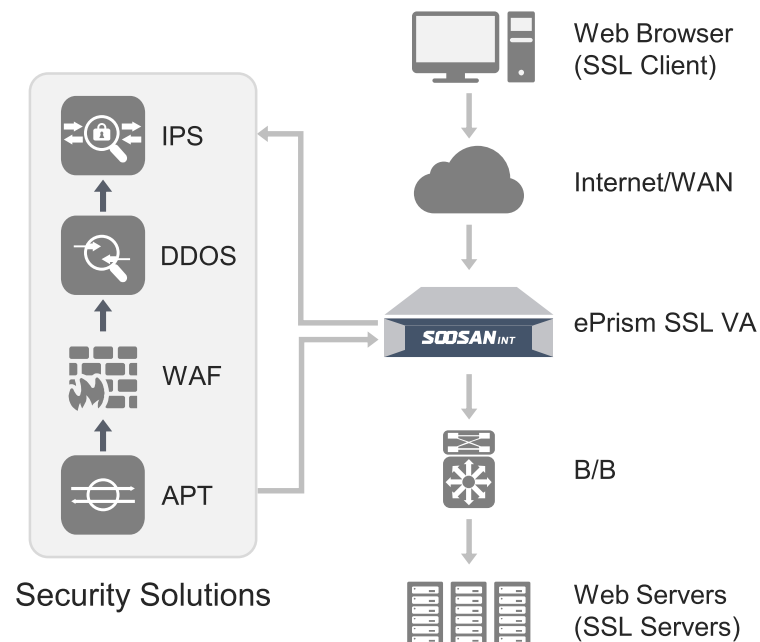 Web Browser
(SSL Client)
IPS
Internet/WAN
DDOS
ePrism SSL VA
SOOSAN INT
WAF
B/B
APT
Security Solutions
Web Servers
(SSL Servers)